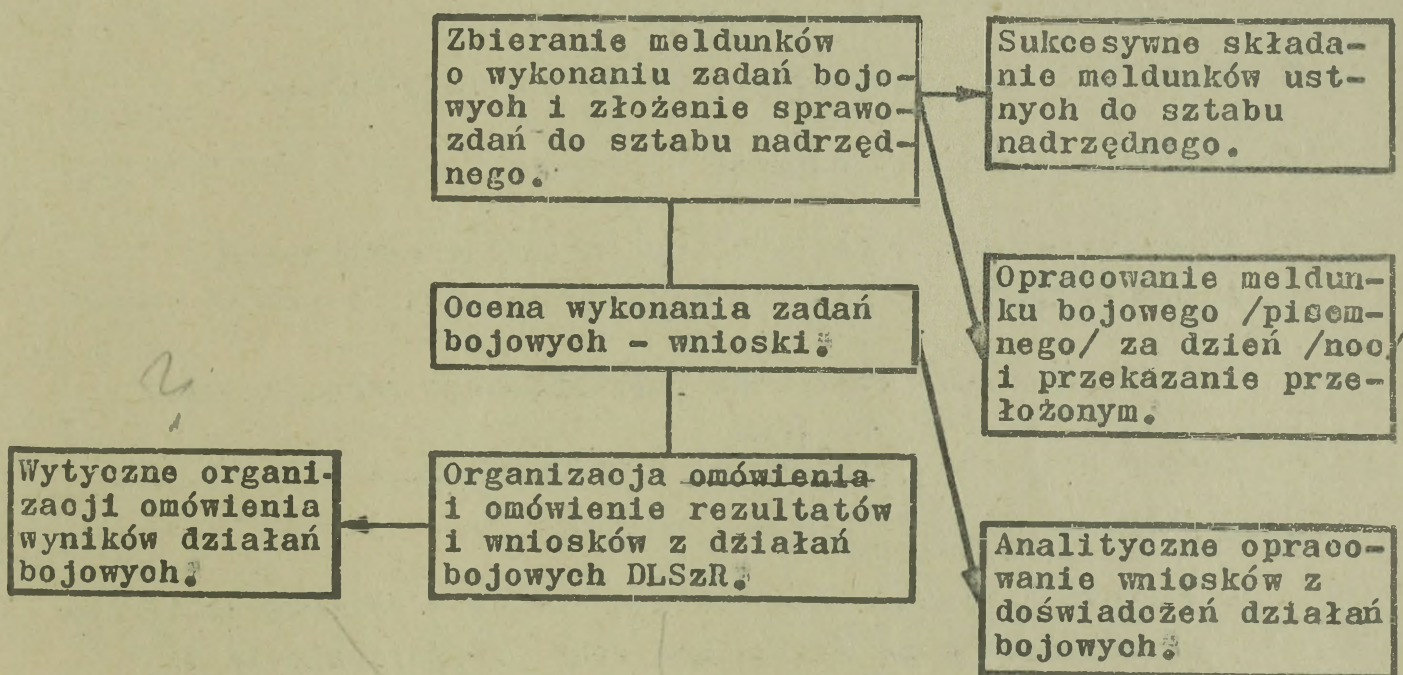 Zbieranie meldunków
o wykonaniu zadań bojo-
wych i złożenie sprawo-
zdań do sztabu nadrzęd-
nego.
Sukcesywne składa-
nie meldunków ust-
nych do sztabu
nadrzędnego.
Ocena wykonania zadań
bojowych - wnioski.
Opracowanie meldun-
ku bojowego /pisem-
nego/ za dzień /noc/
i przekazanie prze-
łożonym.
Wytyczne organi-
zacji omówienia
wyników działań
bojowych.
Organizacja omówienia
i omówienie rezultatów
i wniosków z działań
bojowych DLSzR.
Analityczne opraco-
wanie wniosków z
doświadczeń działań
bojowych.